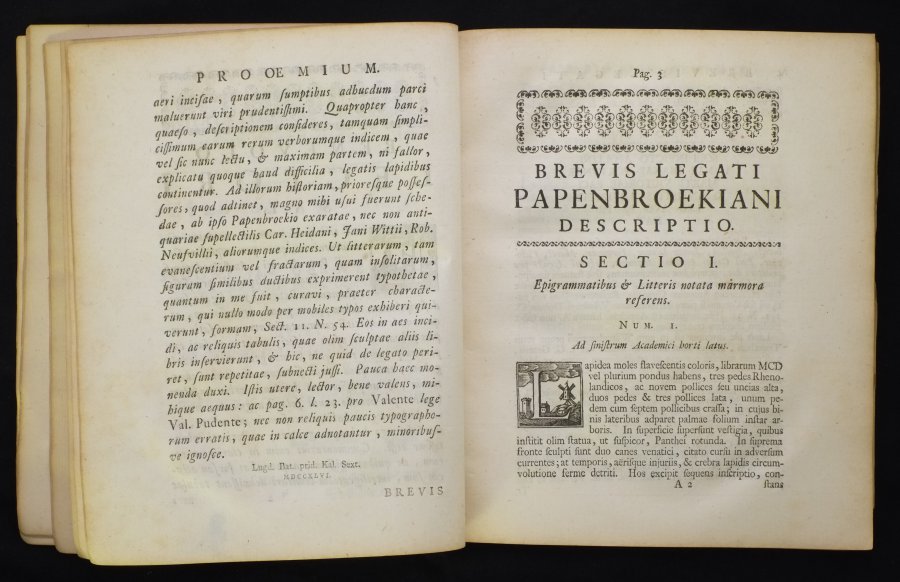 PROOEMIUM.
aeri incisae, quarum sumptibus adhucdum parci
maluerunt viri prudentissimi. Quapropter hanc,
quaeso, descriptionem consideres, tamquam simpli-
cissimum earum rerum verborumque indicem, quae
vel sic nunc lectu, & maximam partem, ni fallor,
explicatu quoque haud difficilia, legatis lapidibus
continentur. Ad illorum historiam, prioresque posses-
sores, quod adtinet, magno mihi usui fuerunt sche-
dae, ab ipso Papenbroekio exaratae, nec non anti-
quariae supellectilis Car. Heidani, Jani Wittii, Rob.
Neufvillii, aliorumque indices. Ut litterarum, tam
evanescentium vel fractarum, quam insolitarum,
figuram similibus ductibus exprimerent typothetae,
quantum in me fuit, curavi, praeter characte-
rum, qui nullo modo per mobiles typos exhiberi qui-
verunt, formam, Sect. 11. N. 54. Eos in aes inci-
di, ac reliquis tabulis, quae olim sculptae aliis li-
bris inservierant, & hic, ne quid de legato peri-
ret, sunt repetitae, subnecti jussi. Pauca haec mo-
nenda duxi. Istis utere, lector, bene valens, mi-
hique aequus: ac pag. 6. l. 23. pro Valente lege
Val. Pudente; nec non reliquis paucis typographo-
rum erratis, quae in calce adnotantur, minoribus-
ve ignosce.
Lugd. Bat. prid. Kal. Sext.
MDCCXLVI.
BREVIS
Pag. 3
BREVIS LEGATI
PAPENBROEKIANI
DESCRIPTIO.
SECTIO I.
Epigrammatibus & Litteris notata mârmora
referens.
NUM. I.
Ad sinistrum Academici horti latus.
Lapidea moles flavescentis coloris, librarum MCD
vel plurium pondus habens, tres pedes Rheno-
landicos, ac novem pollices seu uncias alta,
duos pedes & tres pollices lata, unum pe-
dem cum septem pollicibus crassa; in cujus bi-
nis lateribus adparet palmae folium instar ar-
boris. In superficie supersunt vestigia, quibus
institit olim statua, ut suspicor, Panthei rotunda. In suprema
fronte sculpti sunt duo canes venatici, citato cursu in adversum
currentes; at temporis, aërisque injuriis, & crebra lapidis circum-
volutione ferme detriti. Hos excipit sequens inscriptio, con-
A 2 stans